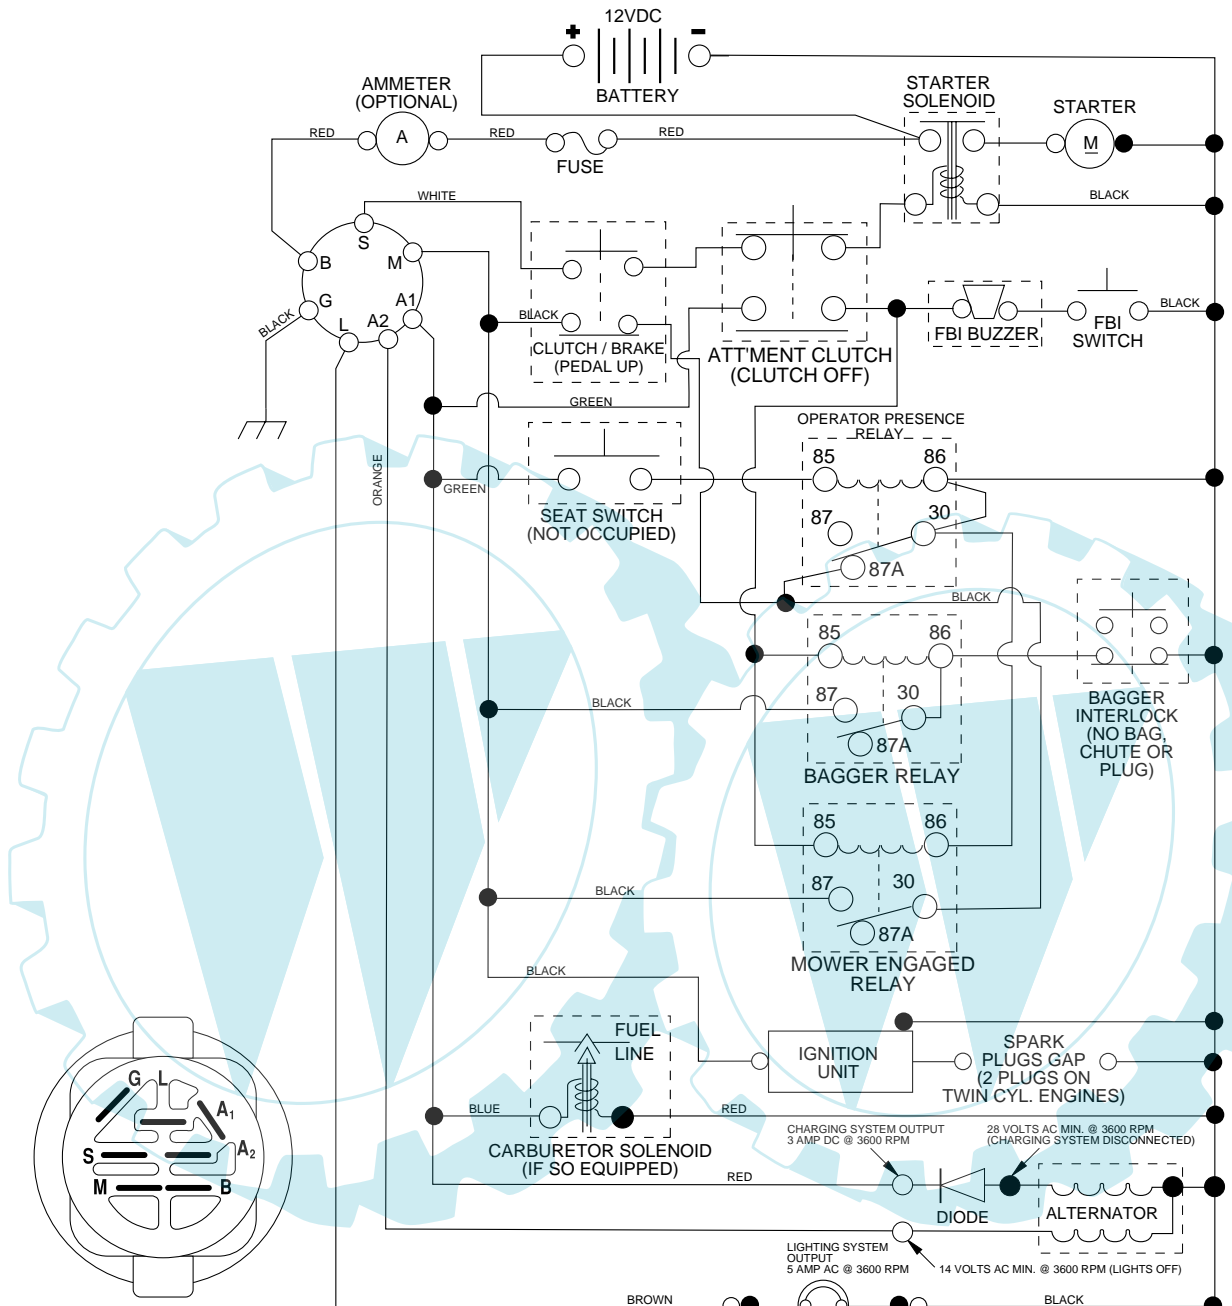 12VDC
+
-
BATTERY
AMMETER
(OPTIONAL)
STARTER
SOLENOID
STARTER
RED
A
RED
FUSE
RED
M
BLACK
WHITE
S
B
M
G
A1
L
A2
BLACK
BLACK
CLUTCH / BRAKE
(PEDAL UP)
ATT'MENT CLUTCH
(CLUTCH OFF)
FBI BUZZER
FBI
SWITCH
BLACK
GREEN
OPERATOR PRESENCE
RELAY
ORANGE
GREEN
SEAT SWITCH
(NOT OCCUPIED)
85
86
87
30
87A
BLACK
85
86
BLACK
87
30
87A
BAGGER RELAY
BAGGER
INTERLOCK
(NO BAG,
CHUTE OR
PLUG)
85
86
BLACK
87
30
87A
MOWER ENGAGED
RELAY
BLACK
FUEL
LINE
IGNITION
UNIT
SPARK
PLUGS GAP
(2 PLUGS ON
TWIN CYL. ENGINES)
G L
A1
A2
S
M
B
BLUE
RED
CARBURETOR SOLENOID
(IF SO EQUIPPED)
CHARGING SYSTEM OUTPUT
3 AMP DC @ 3600 RPM
28 VOLTS AC MIN. @ 3600 RPM
(CHARGING SYSTEM DISCONNECTED)
RED
DIODE
ALTERNATOR
LIGHTING SYSTEM
OUTPUT
5 AMP AC @ 3600 RPM
14 VOLTS AC MIN. @ 3600 RPM (LIGHTS OFF)
BROWN
BLACK